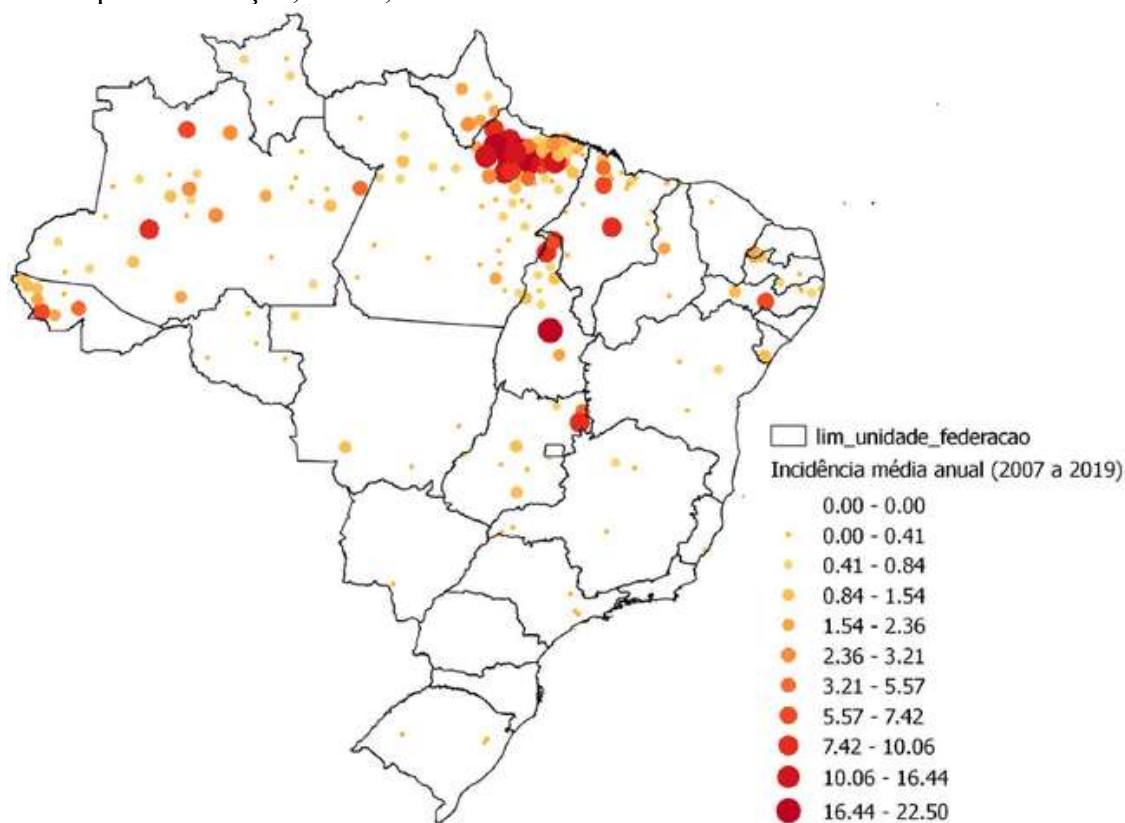 lim_unidade_federacao
Incidência média anual (2007 a 2019)
0.00 - 0.00
0.00 - 0.41
0.41 - 0.84
0.84 - 1.54
1.54 - 2.36
2.36 - 3.21
3.21 - 5.57
5.57 - 7.42
7.42 - 10.06
10.06 - 16.44
16.44 - 22.50